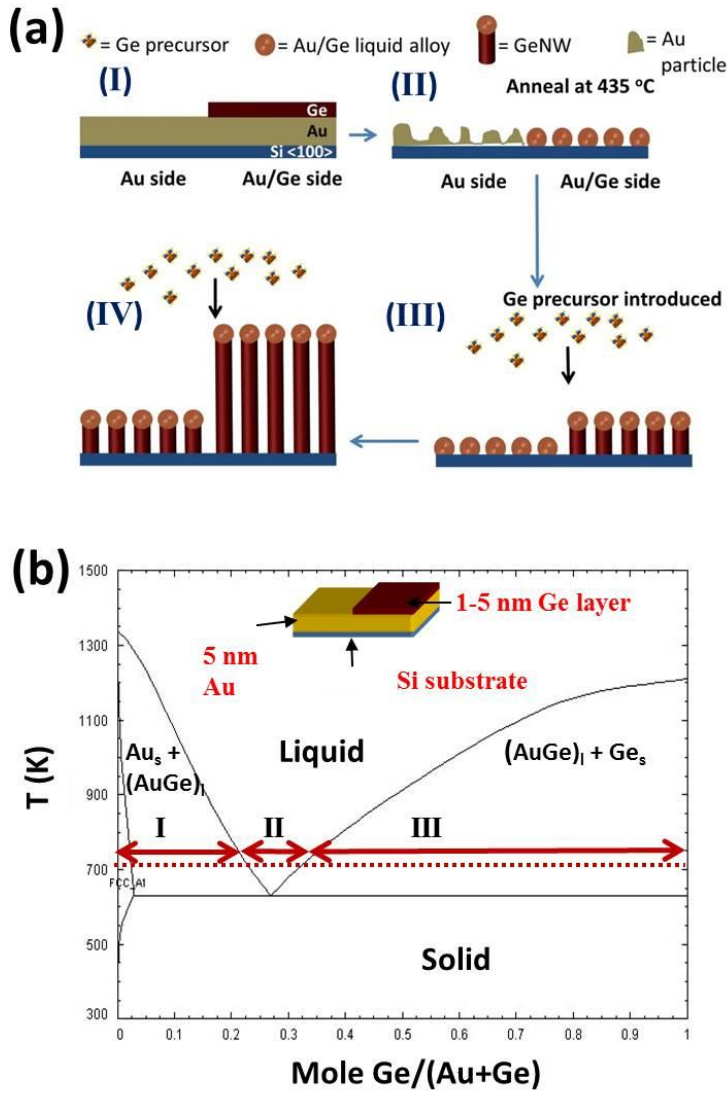 (a)
= Ge precursor
= Au/Ge liquid alloy
= GeNW
= Au particle
(I)
Ge
Au
Si <100>
Au side
Au/Ge side
(II)
Anneal at 435 °C
Au side
Au/Ge side
(IV)
(III)
Ge precursor introduced
(b)
1500
1300
1100
900
700
500
300
T (K)
1-5 nm Ge layer
5 nm
Au
Si substrate
Liquid
Auₛ +
(AuGe)ₗ
(AuGe)ₗ + Geₛ
I
II
III
FCC_A1
Solid
0 0.1 0.2 0.3 0.4 0.5 0.6 0.7 0.8 0.9 1
Mole Ge/(Au+Ge)